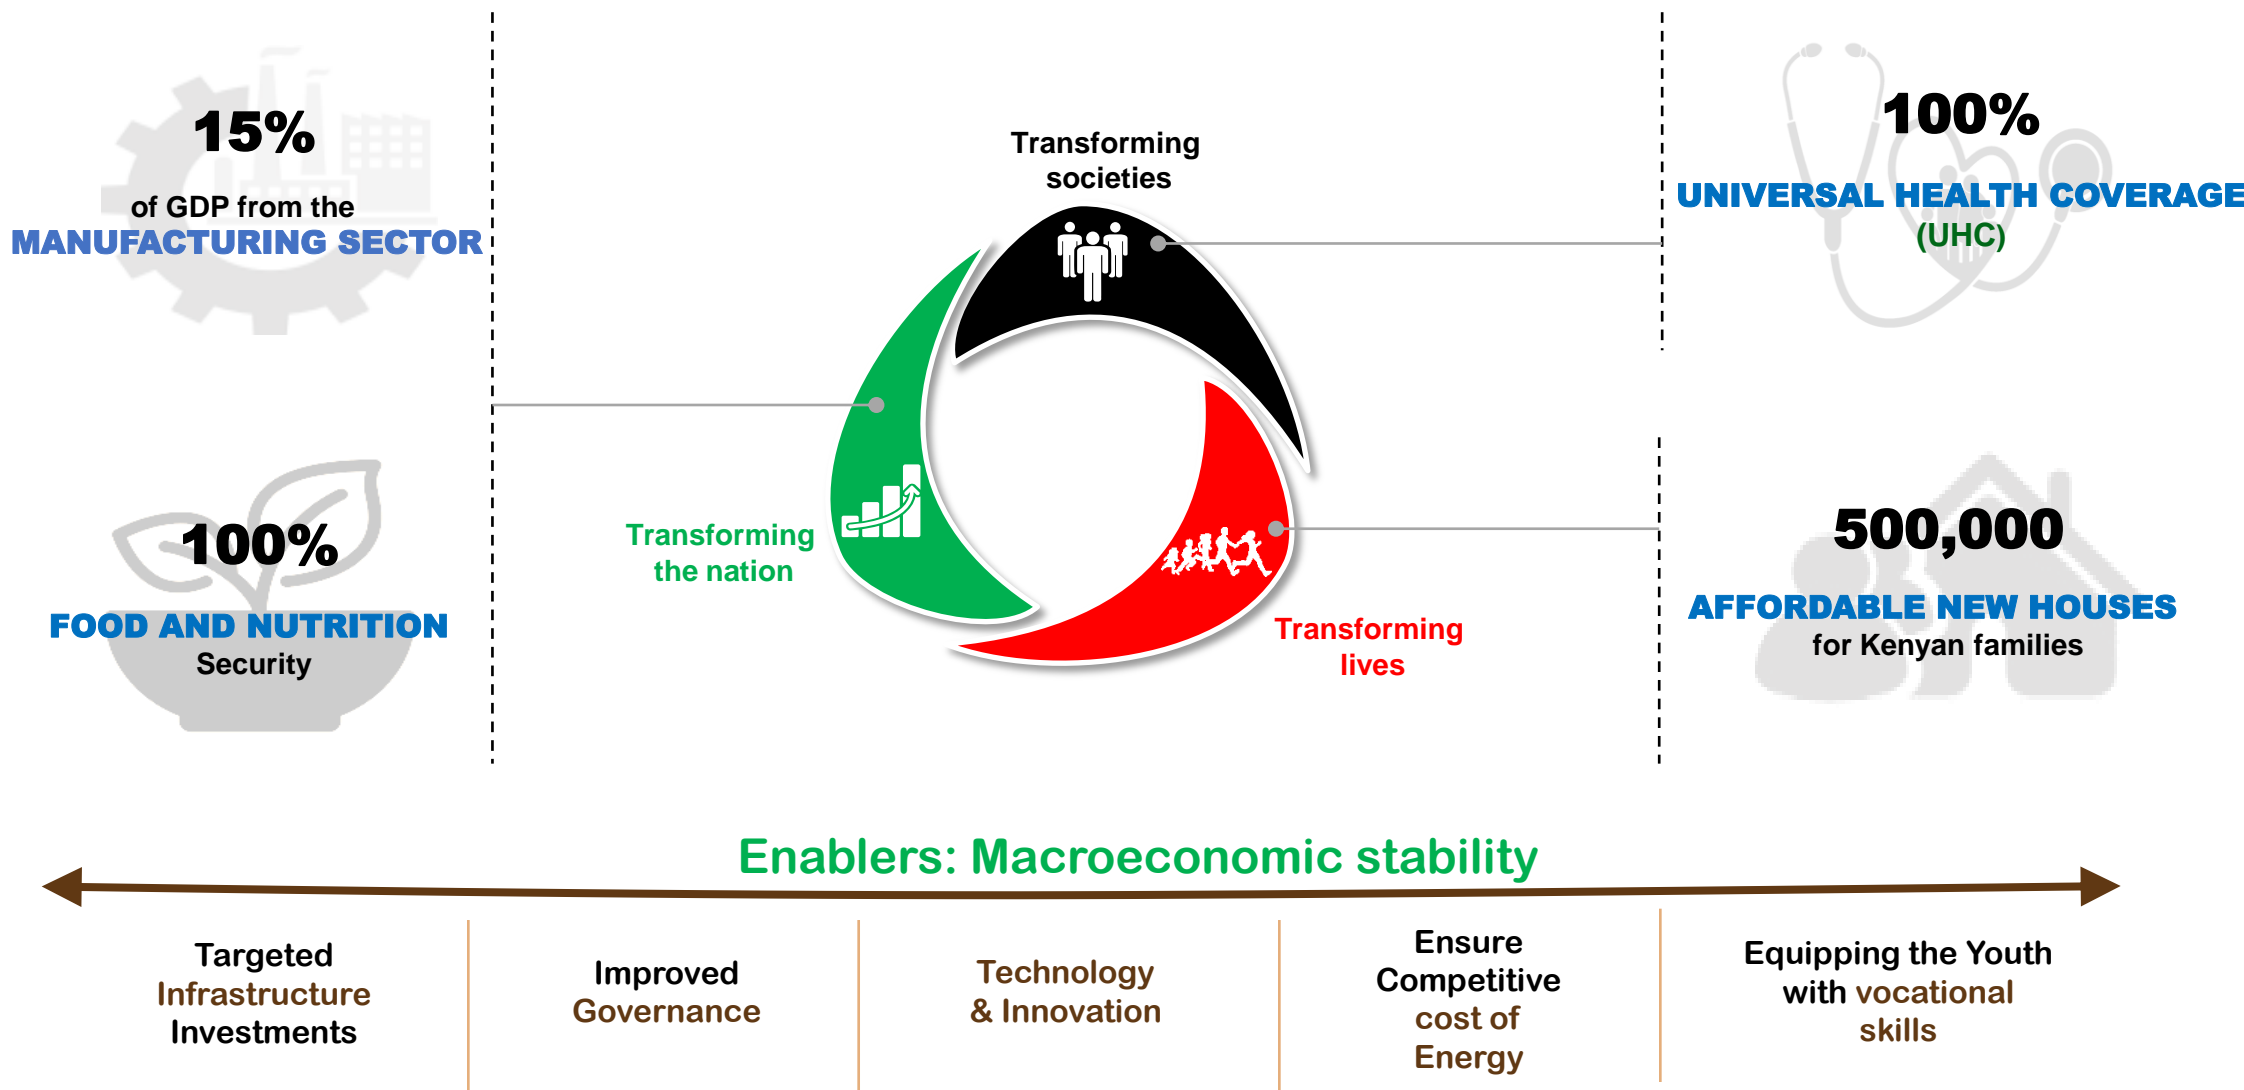 15%
of GDP from the
MANUFACTURING SECTOR
100%
FOOD AND NUTRITION
Security
Transforming
societies
Transforming
the nation
Transforming
lives
100%
UNIVERSAL HEALTH COVERAGE
(UHC)
500,000
AFFORDABLE NEW HOUSES
for Kenyan families
Enablers: Macroeconomic stability
Targeted
Infrastructure
Investments
Improved
Governance
Technology
& Innovation
Ensure
Competitive
cost of
Energy
Equipping the Youth
with vocational
skills